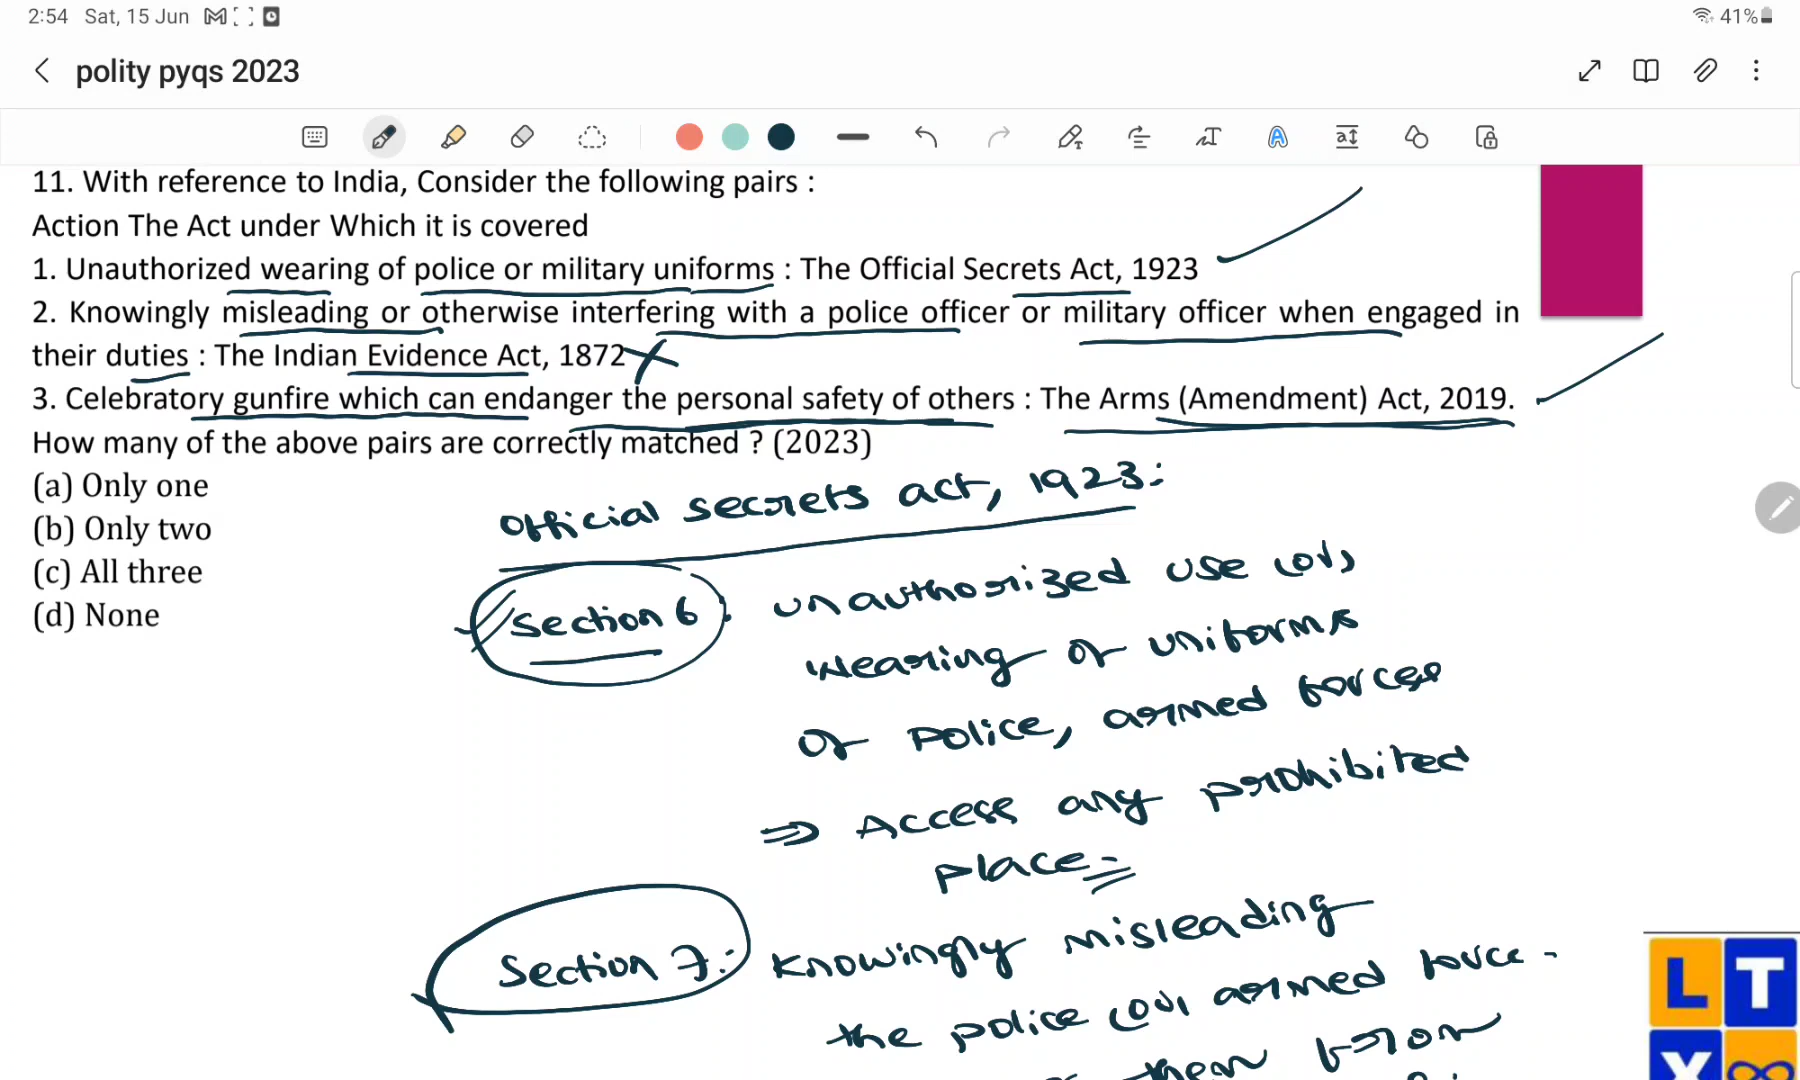 2:54 Sat, 15 Jun
41%
polity pyqs 2023
11. With reference to India, Consider the following pairs :
Action The Act under Which it is covered
1. Unauthorized wearing of police or military uniforms : The Official Secrets Act, 1923
2. Knowingly misleading or otherwise interfering with a police officer or military officer when engaged in
their duties : The Indian Evidence Act, 1872
3. Celebratory gunfire which can endanger the personal safety of others : The Arms (Amendment) Act, 2019.
How many of the above pairs are correctly matched ? (2023)
(a) Only one
(b) Only two
(c) All three
(d) None
Official secrets act, 1923:
Section 6 : unauthorized use (or)
wearing of uniforms
of police, armed forces
⇒ Access any prohibited
place
Section 7: Knowingly misleading
the police (or) armed force
them from
L T
X